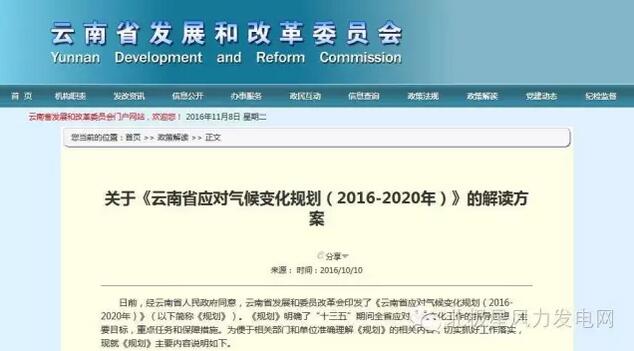 云南省发展和改革委员会
Yunnan Development and Reform Commission
首 页 机构职责 发改资讯 信息公开 办事服务 政民互动 信息查询 政策法规 政策解读 党建动态 纪检监督
云南省发展和改革委员会门户网站，欢迎您！ 2016年11月8日 星期二
您当前的位置：首页 >> 政策解读 >> 正文
关于《云南省应对气候变化规划（2016-2020年）》的解读方
案
分享
来源： 时间：2016/10/10
日前，经云南省人民政府同意，云南省发展和委员改革会印发了《云南省应对气候变化规划（2016-
2020年）》（以下简称《规划》）。《规划》明确了“十三五”期间全省应对气候变化工作的指导思想、主
要目标，重点任务和保障措施。为便于相关部门和单位准确理解《规划》的相关内容，切实抓好工作落实，
现就《规划》主要内容说明如下。
北极星风力发电网